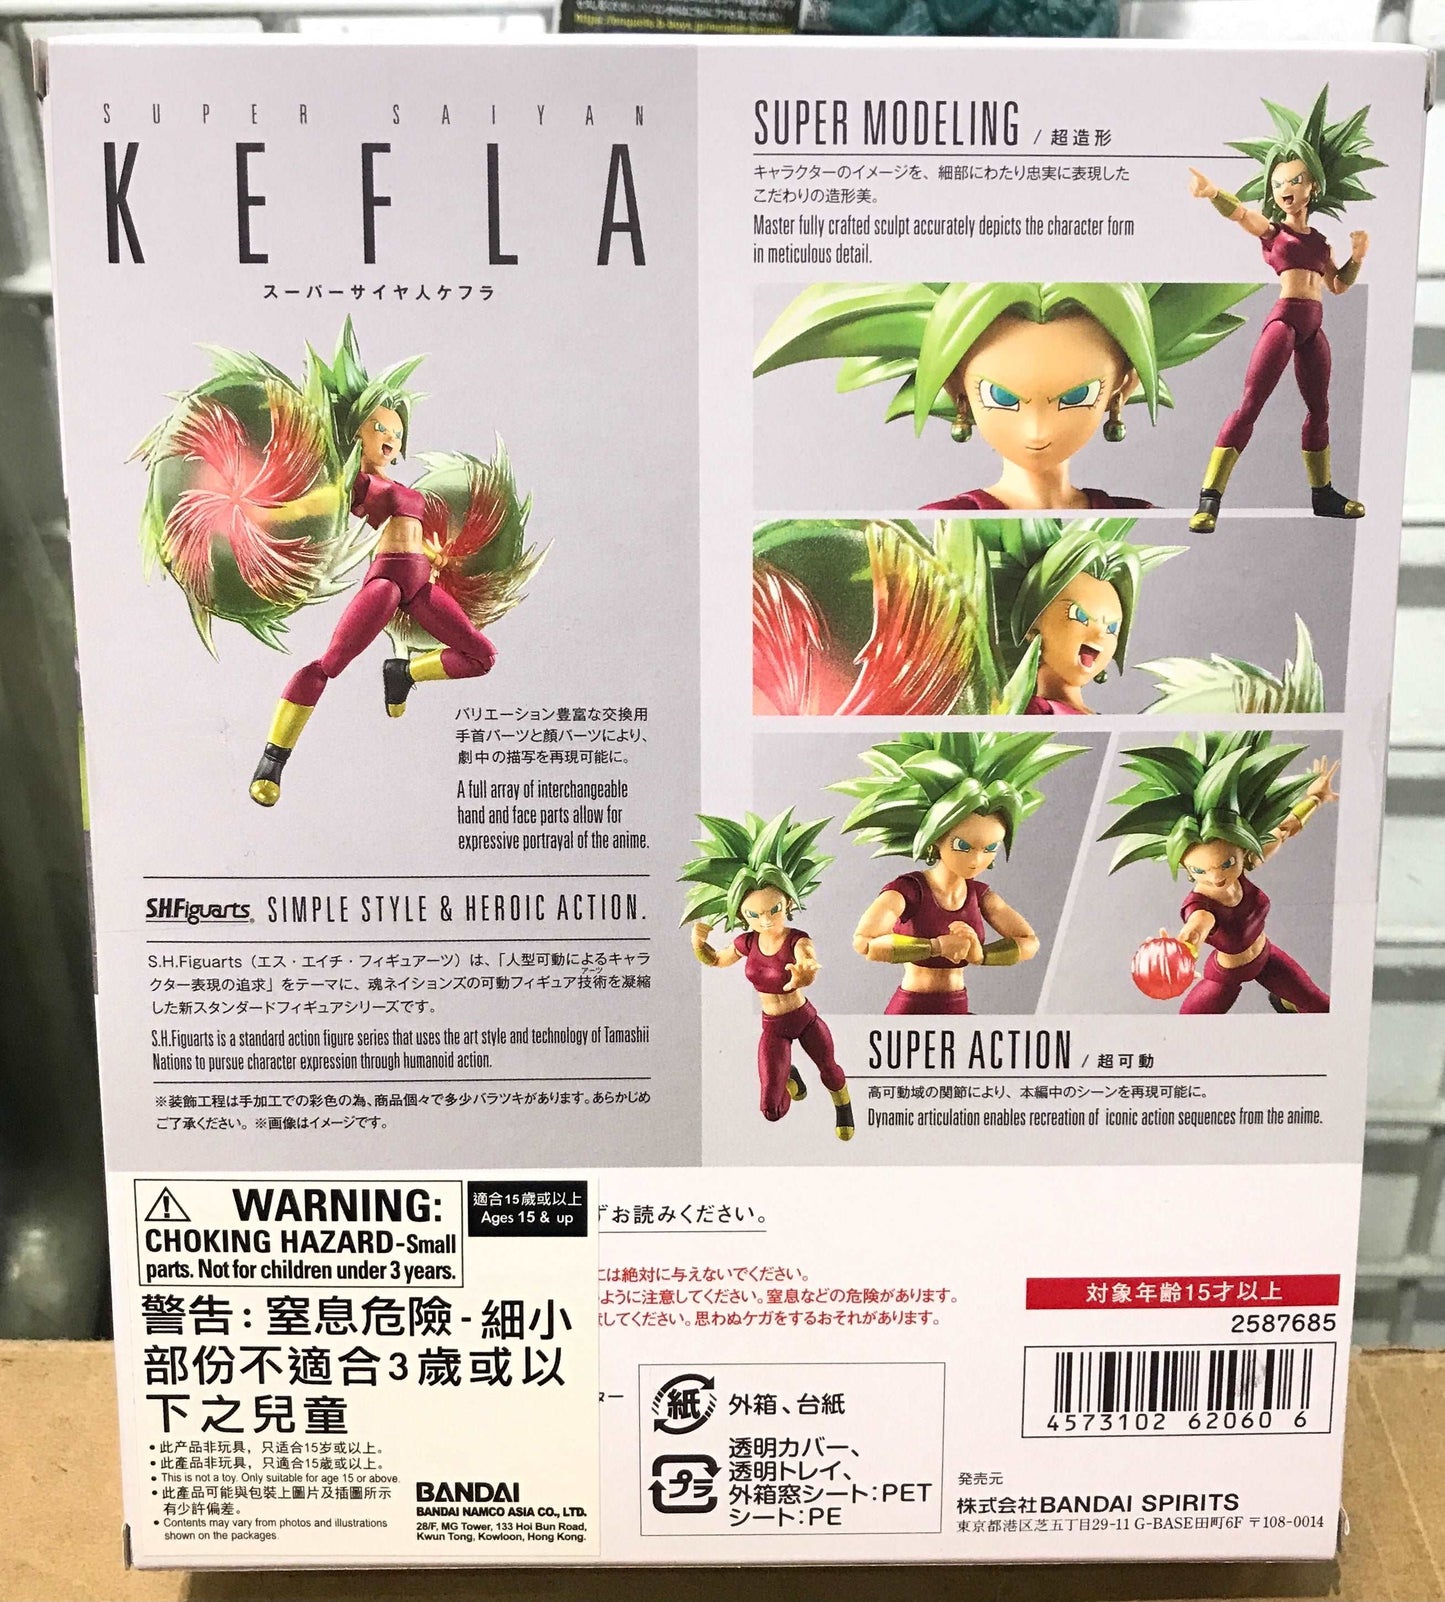 SUPER SAIYAN
KEFLA
スーパーサイヤ人ケフラ
バリエーション豊富な交換用
手首パーツと顔パーツにより、
劇中の描写を再現可能に。
A full array of interchangeable
hand and face parts allow for
expressive portrayal of the anime.
S.H.Figuarts® SIMPLE STYLE & HEROIC ACTION.
S.H.Figuarts（エス・エイチ・フィギュアーツ）は、「人型可動によるキャラ
クター表現の追求」をテーマに、魂ネイションズの可動フィギュア技術を凝縮
アーツ
した新スタンダードフィギュアシリーズです。
S.H.Figuarts is a standard action figure series that uses the art style and technology of Tamashii
Nations to pursue character expression through humanoid action.
※装飾工程は手加工での彩色の為、商品個々で多少バラツキがあります。あらかじめ
ご了承ください。※画像はイメージです。
SUPER MODELING / 超造形
キャラクターのイメージを、細部にわたり忠実に表現した
こだわりの造形美。
Master fully crafted sculpt accurately depicts the character form
in meticulous detail.
SUPER ACTION / 超可動
高可動域の関節により、本編中のシーンを再現可能に。
Dynamic articulation enables recreation of iconic action sequences from the anime.
WARNING:
CHOKING HAZARD-Small
parts. Not for children under 3 years.
適合15歲或以上
Ages 15 & up
警告：窒息危險 - 細小
部份不適合3歲或以
下之兒童
• 此产品非玩具，只适合15岁或以上。
• 此產品非玩具，只適合15歲或以上。
• This is not a toy. Only suitable for age 15 or above.
• 此產品可能與包裝上圖片及插圖所示
有少許偏差。
• Contents may vary from photos and illustrations
shown on the packages.
BANDAI
BANDAI NAMCO ASIA CO., LTD.
28/F, MG Tower, 133 Hoi Bun Road,
Kwun Tong, Kowloon, Hong Kong.
ずお読みください。
には絶対に与えないでください。
ように注意してください。窒息などの危険があります。
してください。思わぬケガをするおそれがあります。
ター
紙 外箱、台紙
プラ 透明カバー、
透明トレイ、
外箱窓シート：PET
シート：PE
対象年齢15才以上
2587685
4573102 62060 6
発売元
株式会社BANDAI SPIRITS
東京都港区芝五丁目29-11 G-BASE田町6F 〒108-0014